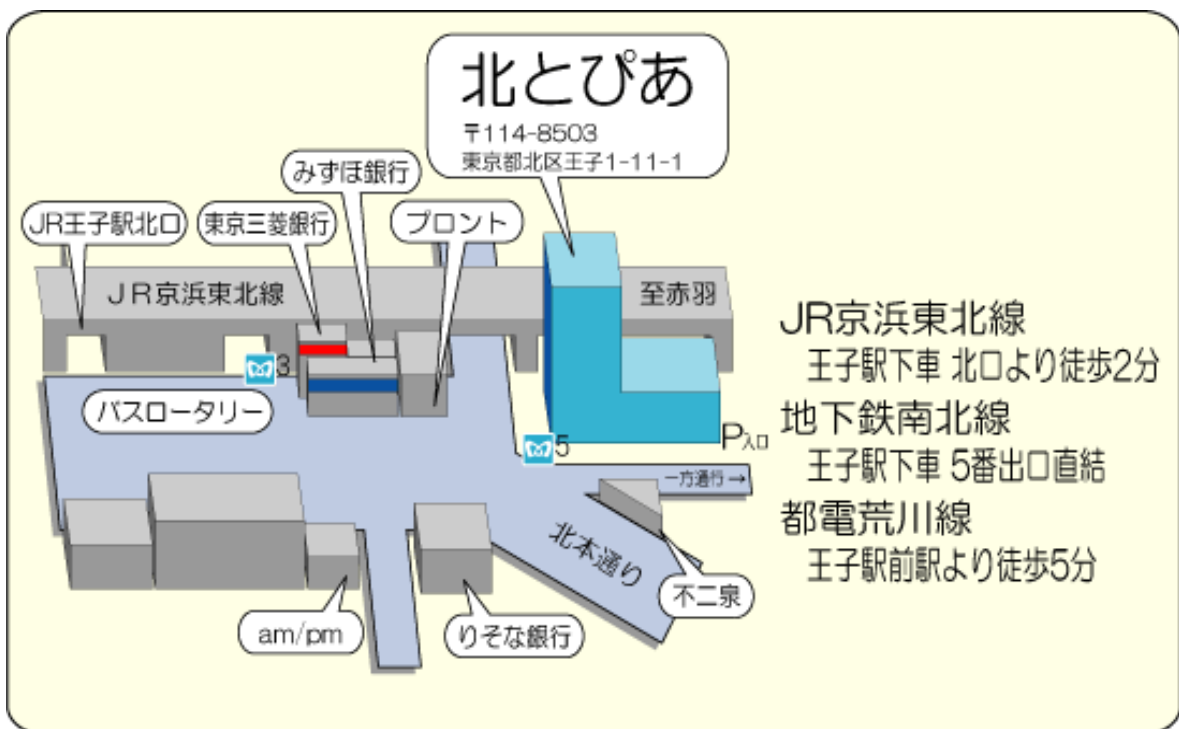 北とぴあ
〒114-8503
東京都北区王子1-11-1
みずほ銀行
JR王子駅北口
東京三菱銀行
プロント
JR京浜東北線
至赤羽
3
バスロータリー
5
P入口
一方通行→
北本通り
不二泉
am/pm
りそな銀行
JR京浜東北線
王子駅下車 北口より徒歩2分
地下鉄南北線
王子駅下車 5番出口直結
都電荒川線
王子駅前駅より徒歩5分